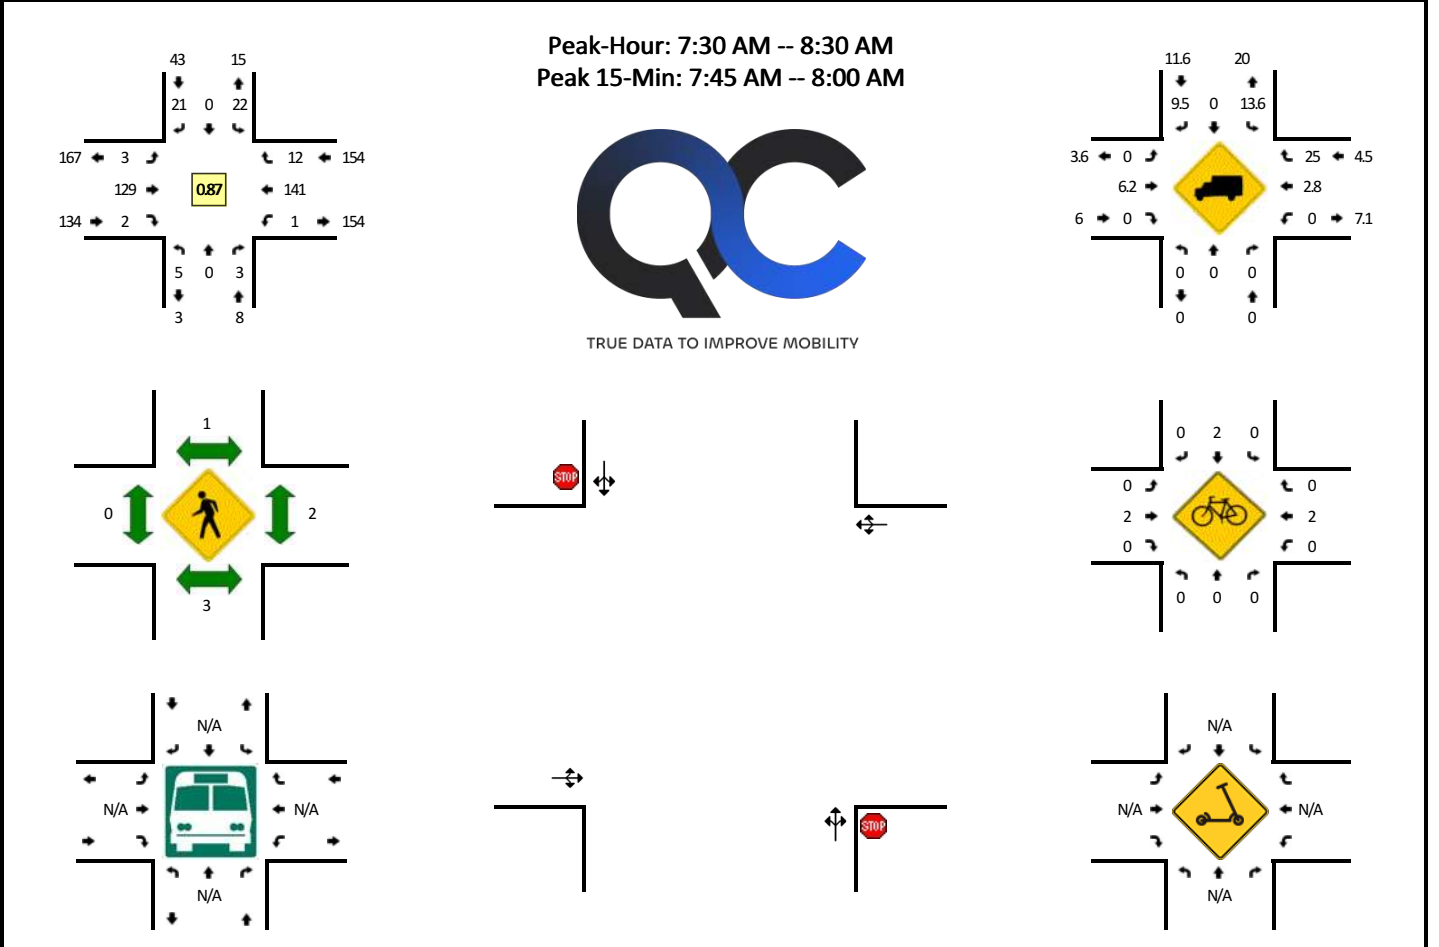 Peak-Hour: 7:30 AM -- 8:30 AM
Peak 15-Min: 7:45 AM -- 8:00 AM
43 15
21 0 22
167 3 12 154
129 0.87 141
134 2 1 154
5 0 3
3 8
TRUE DATA TO IMPROVE MOBILITY
11.6 20
9.5 0 13.6
3.6 0 25 4.5
6.2 2.8
6 0 0 7.1
0 0 0
0 0
1
0 2
3
STOP
STOP
0 2 0
0 0
2 2
0 0
0 0 0
N/A
N/A N/A
N/A
N/A
N/A N/A
N/A